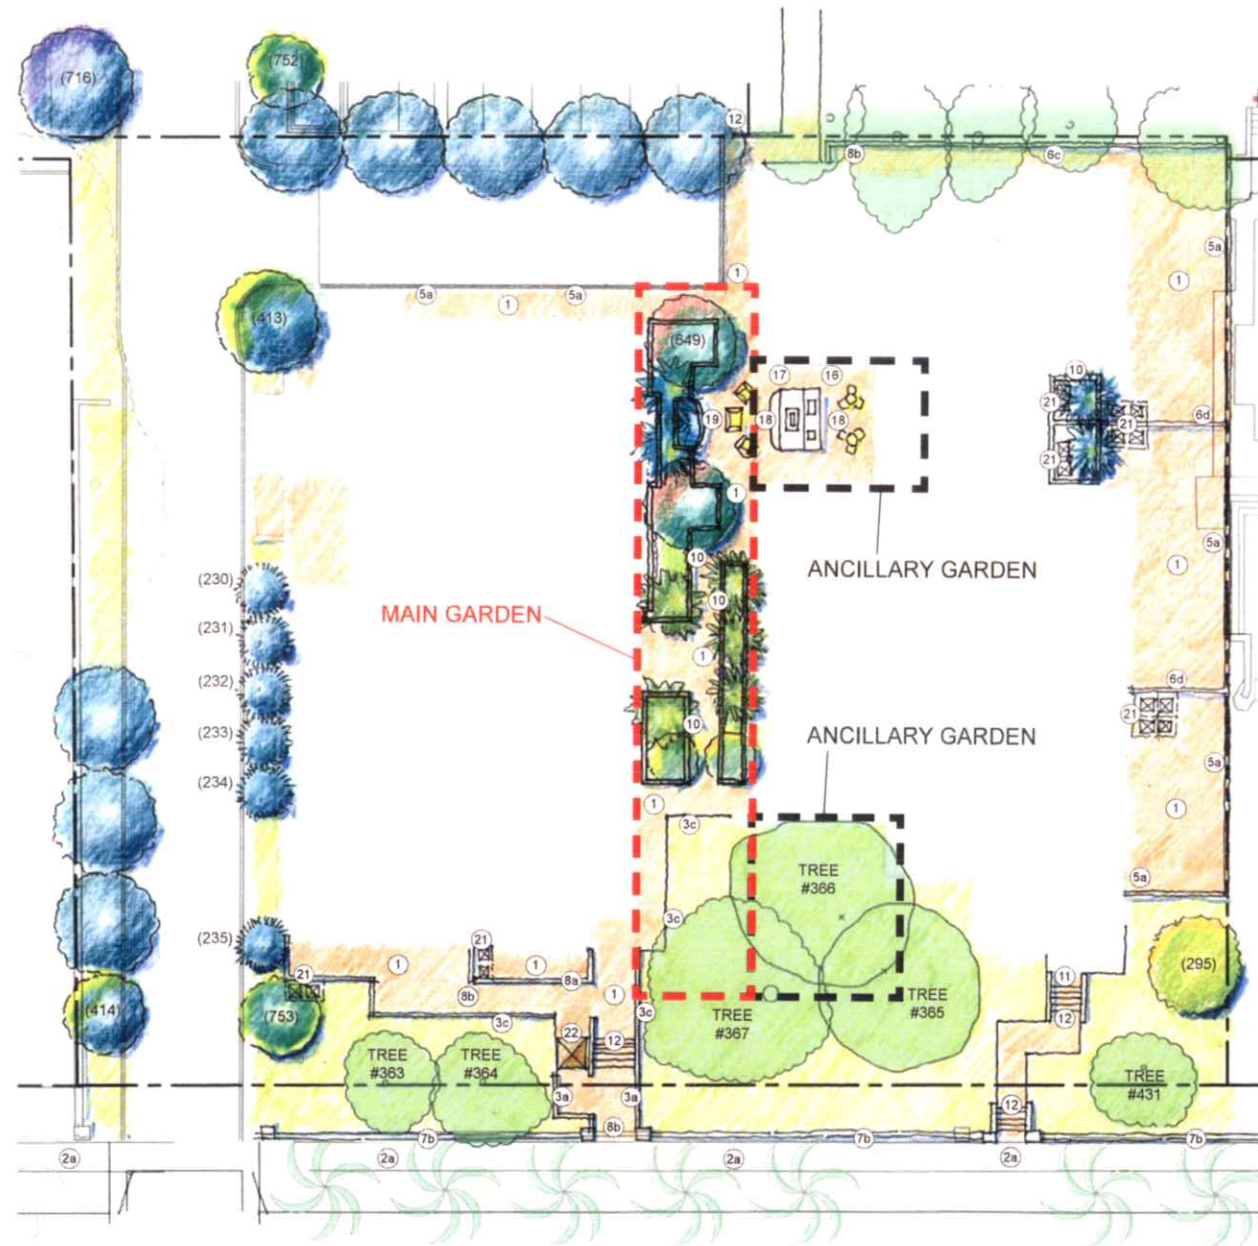 (752)
(716)
12
8b
6c
5a
1
5a
1
5a
1
(413)
(649)
17
16
10
21
19
18
18
21
6d
21
1
5a
10
ANCILLARY GARDEN
1
(230)
10
MAIN GARDEN
(231)
1
(232)
6d
10
21
(233)
ANCILLARY GARDEN
5a
(234)
1
1
3c
TREE
#366
5a
3c
(235)
21
1
1
(295)
21
8a
11
8b
1
TREE
#365
(414)
(753)
3c
3c
TREE
#367
12
22
12
TREE
#363
TREE
#364
TREE
#431
3a
3a
12
8b
7b
7b
7b
2a
2a
2a
2a